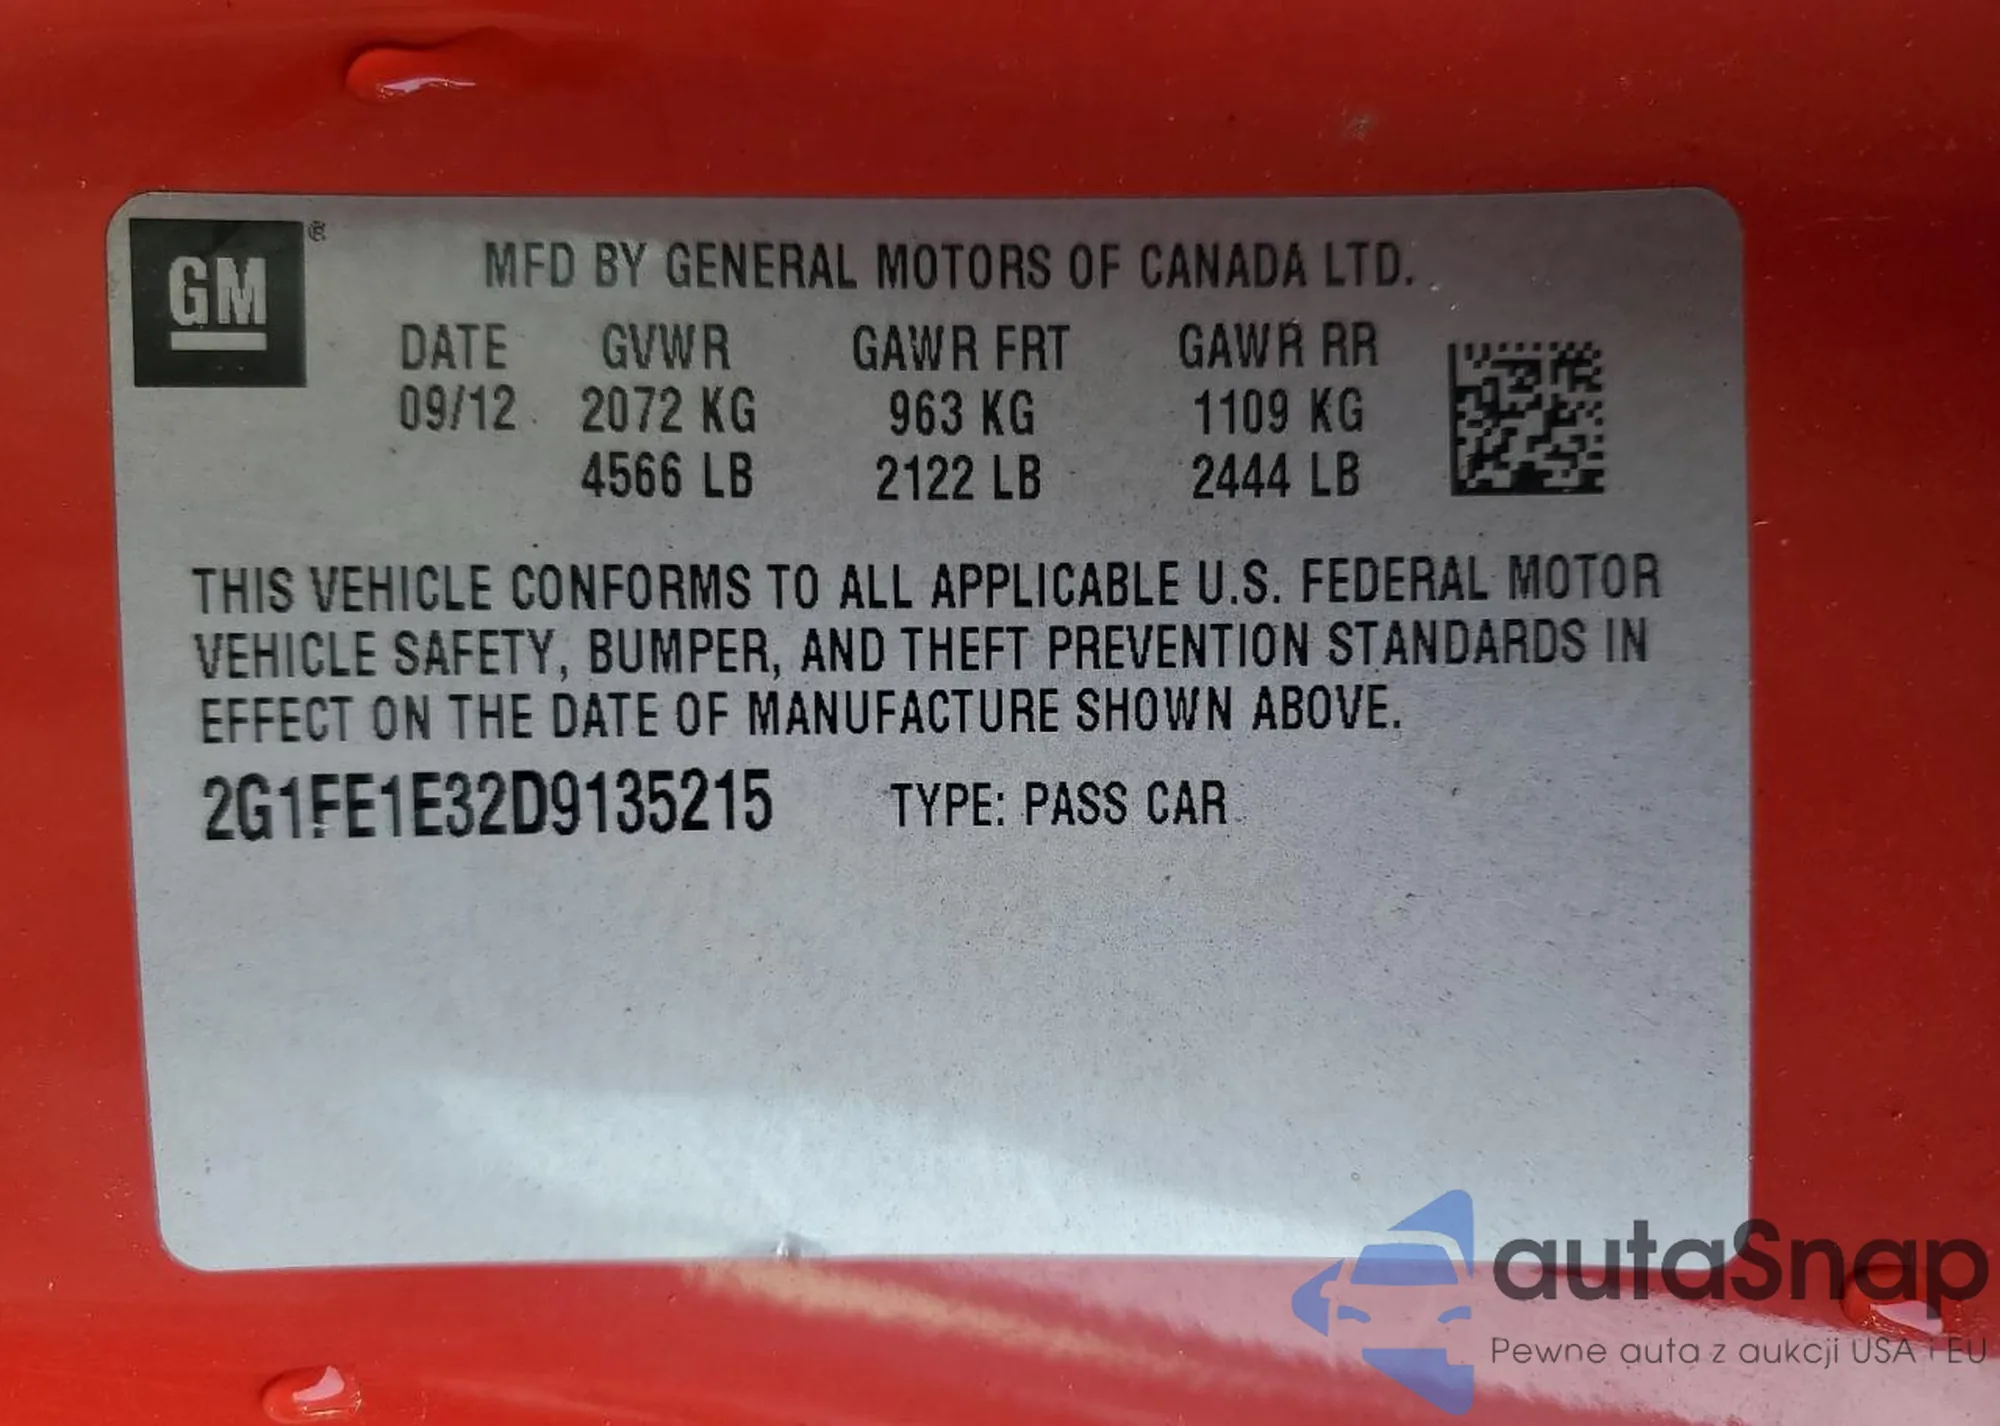 GM ®
MFD BY GENERAL MOTORS OF CANADA LTD.
DATE GVWR GAWR FRT GAWR RR
09/12 2072 KG 963 KG 1109 KG
4566 LB 2122 LB 2444 LB
THIS VEHICLE CONFORMS TO ALL APPLICABLE U.S. FEDERAL MOTOR
VEHICLE SAFETY, BUMPER, AND THEFT PREVENTION STANDARDS IN
EFFECT ON THE DATE OF MANUFACTURE SHOWN ABOVE.
2G1FE1E32D9135215 TYPE: PASS CAR
autaSnap
Pewne auta z aukcji USA i EU